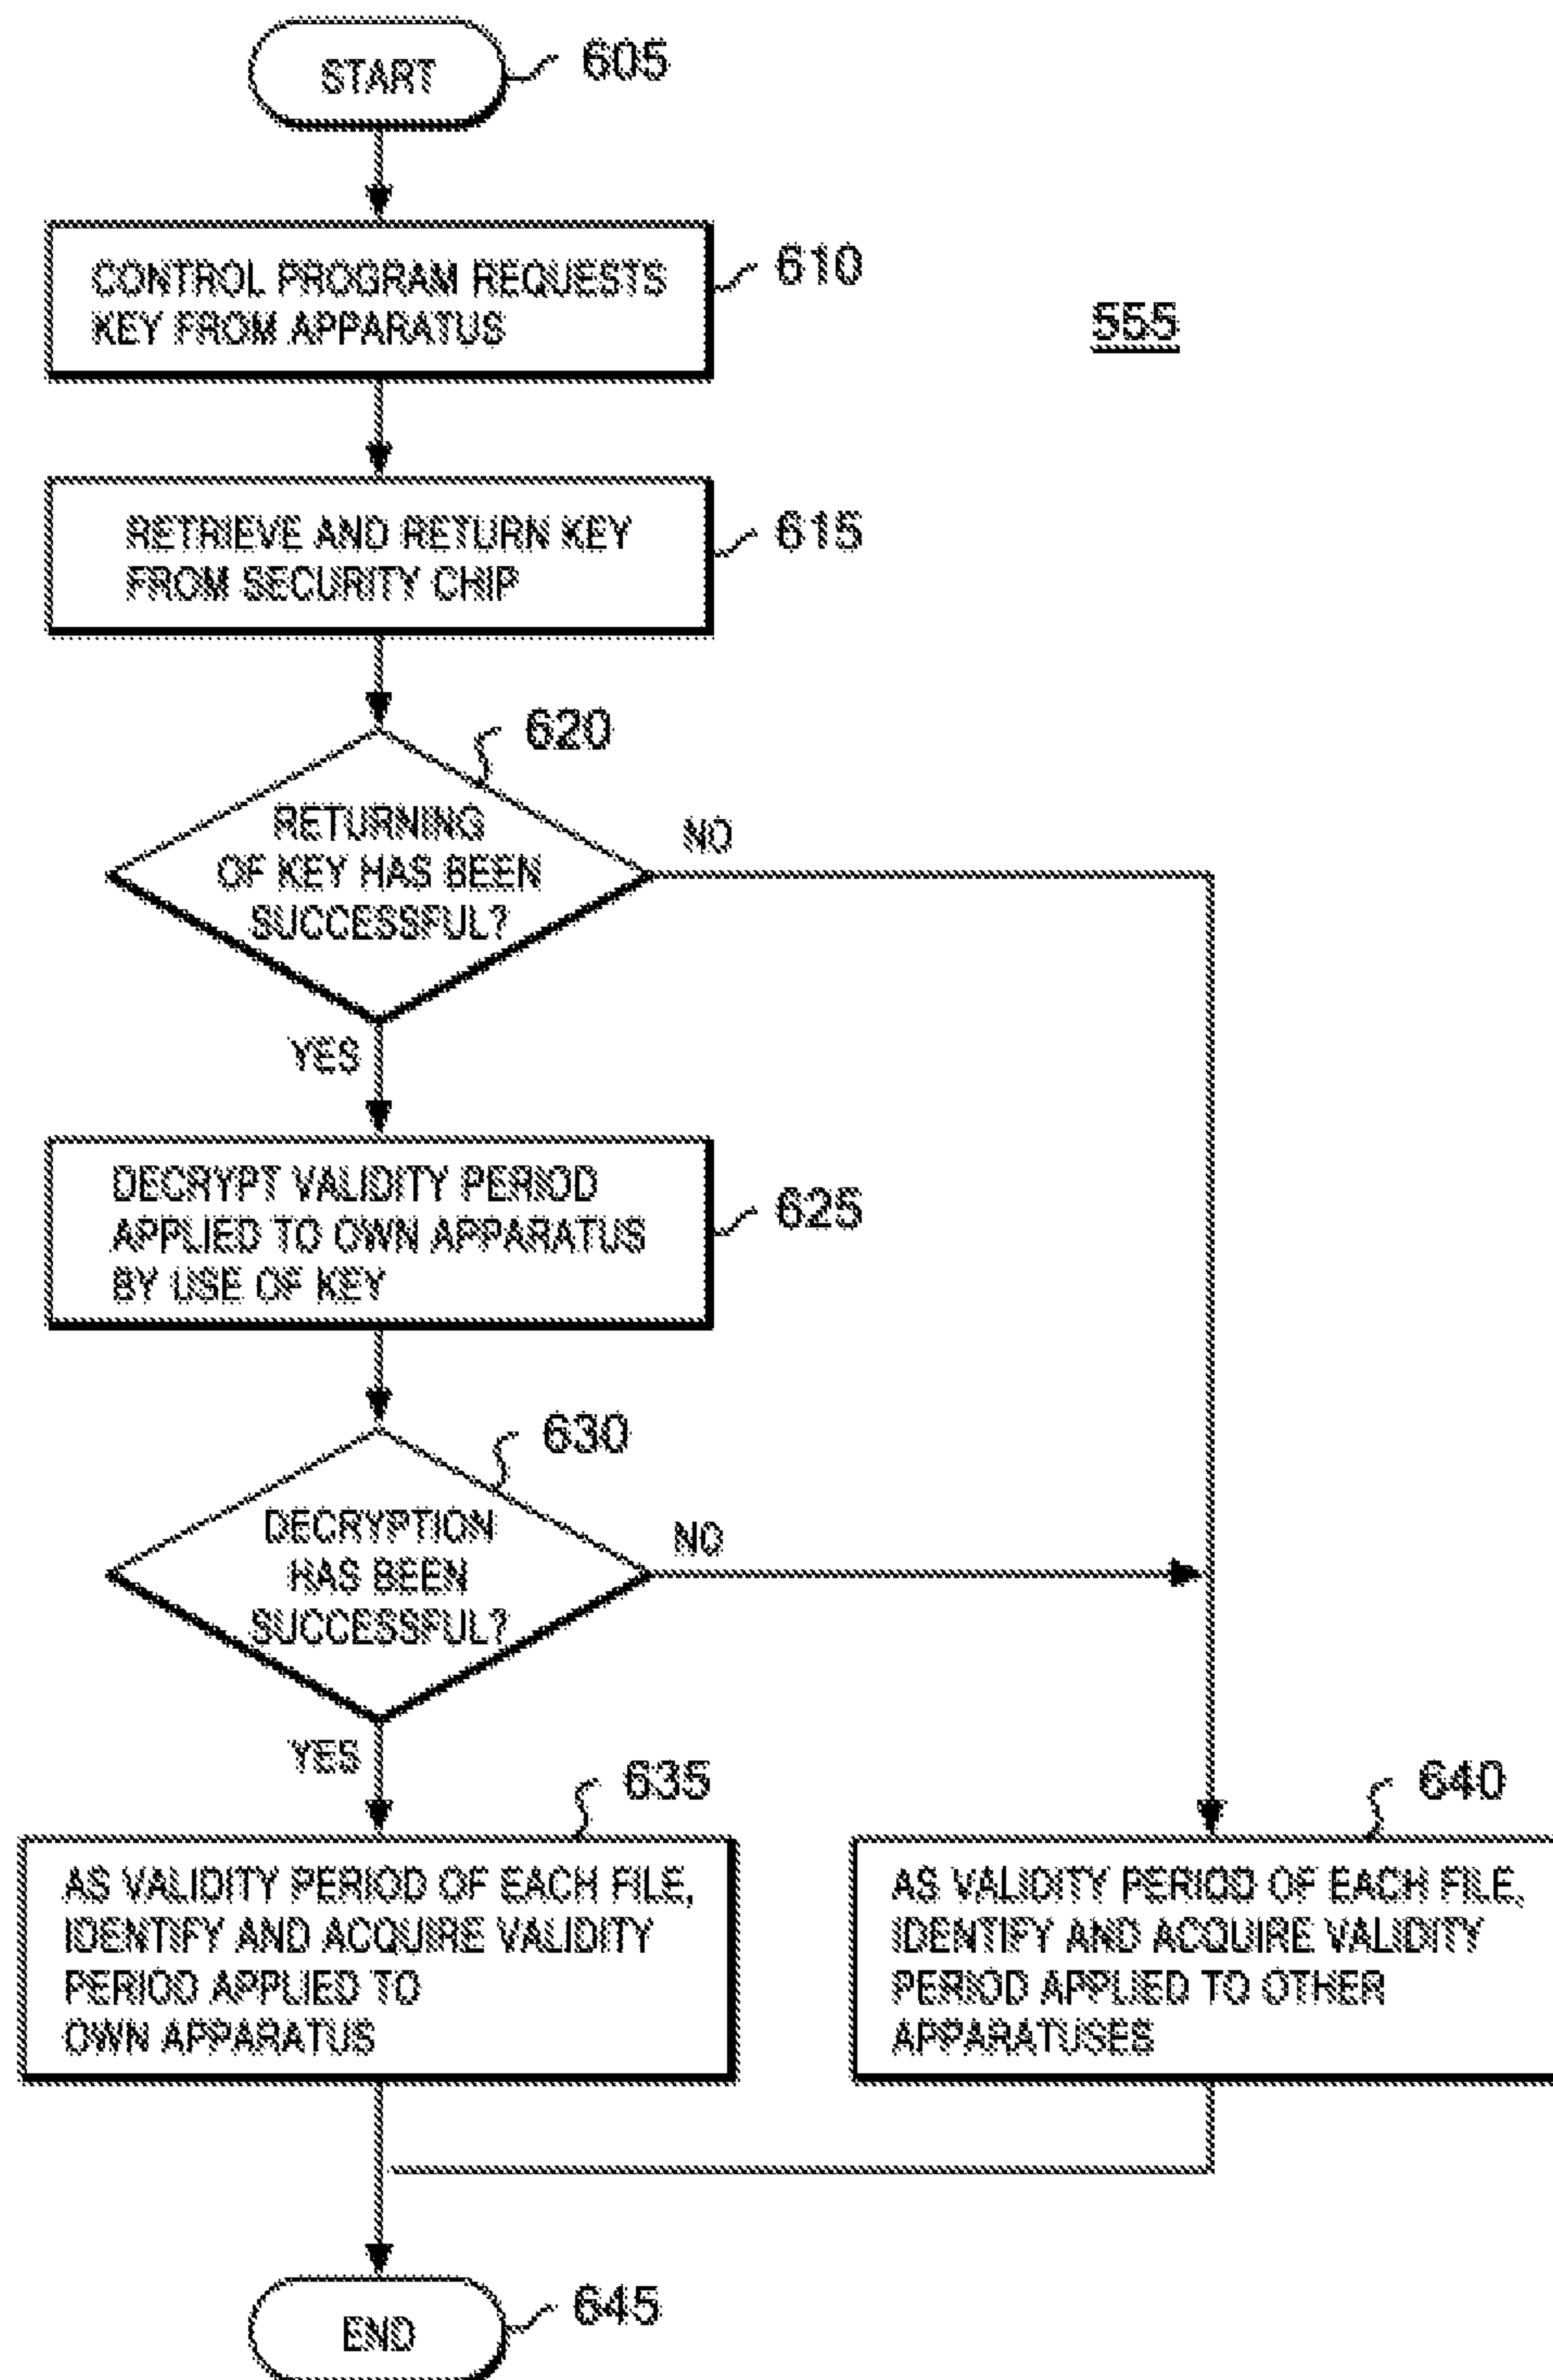 START
605
CONTROL PROGRAM REQUESTS
KEY FROM APPARATUS
610
555
RETRIEVE AND RETURN KEY
FROM SECURITY CHIP
615
620
RETURNING
OF KEY HAS BEEN
SUCCESSFUL?
NO
YES
DECRYPT VALIDITY PERIOD
APPLIED TO OWN APPARATUS
BY USE OF KEY
625
630
DECRYPTION
HAS BEEN
SUCCESSFUL?
NO
YES
635
AS VALIDITY PERIOD OF EACH FILE,
IDENTIFY AND ACQUIRE VALIDITY
PERIOD APPLIED TO
OWN APPARATUS
640
AS VALIDITY PERIOD OF EACH FILE,
IDENTIFY AND ACQUIRE VALIDITY
PERIOD APPLIED TO OTHER
APPARATUSES
END
645